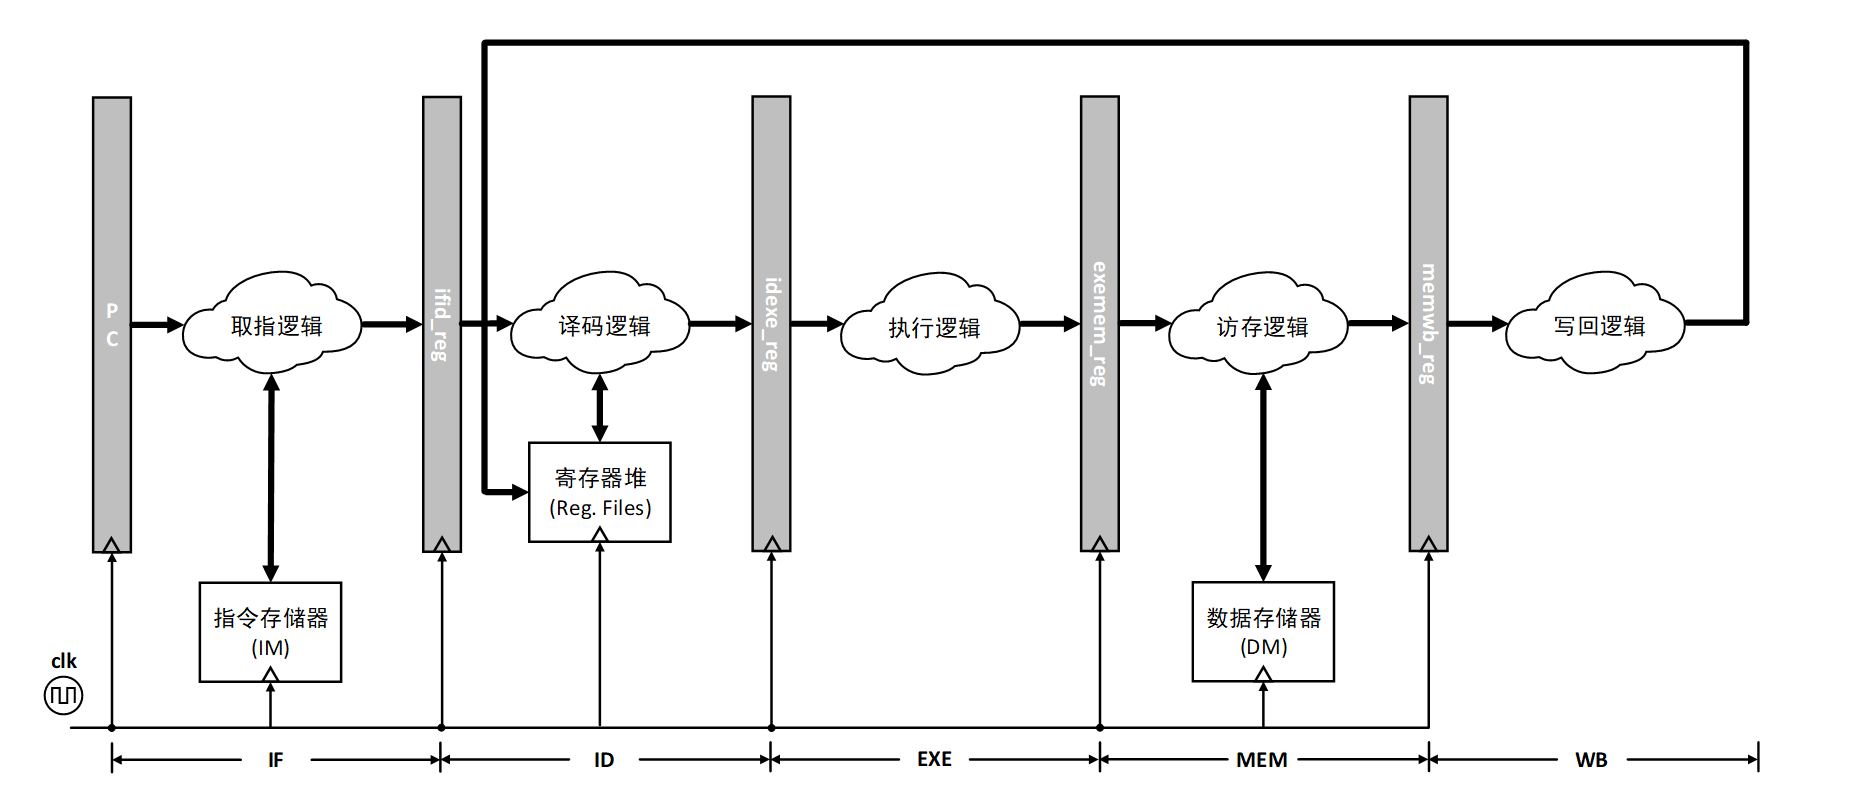 P
C
取指逻辑
ifid_reg
译码逻辑
idexe_reg
执行逻辑
exemem_reg
访存逻辑
memwb_reg
写回逻辑
寄存器堆
(Reg. Files)
指令存储器
(IM)
数据存储器
(DM)
clk
IF
ID
EXE
MEM
WB